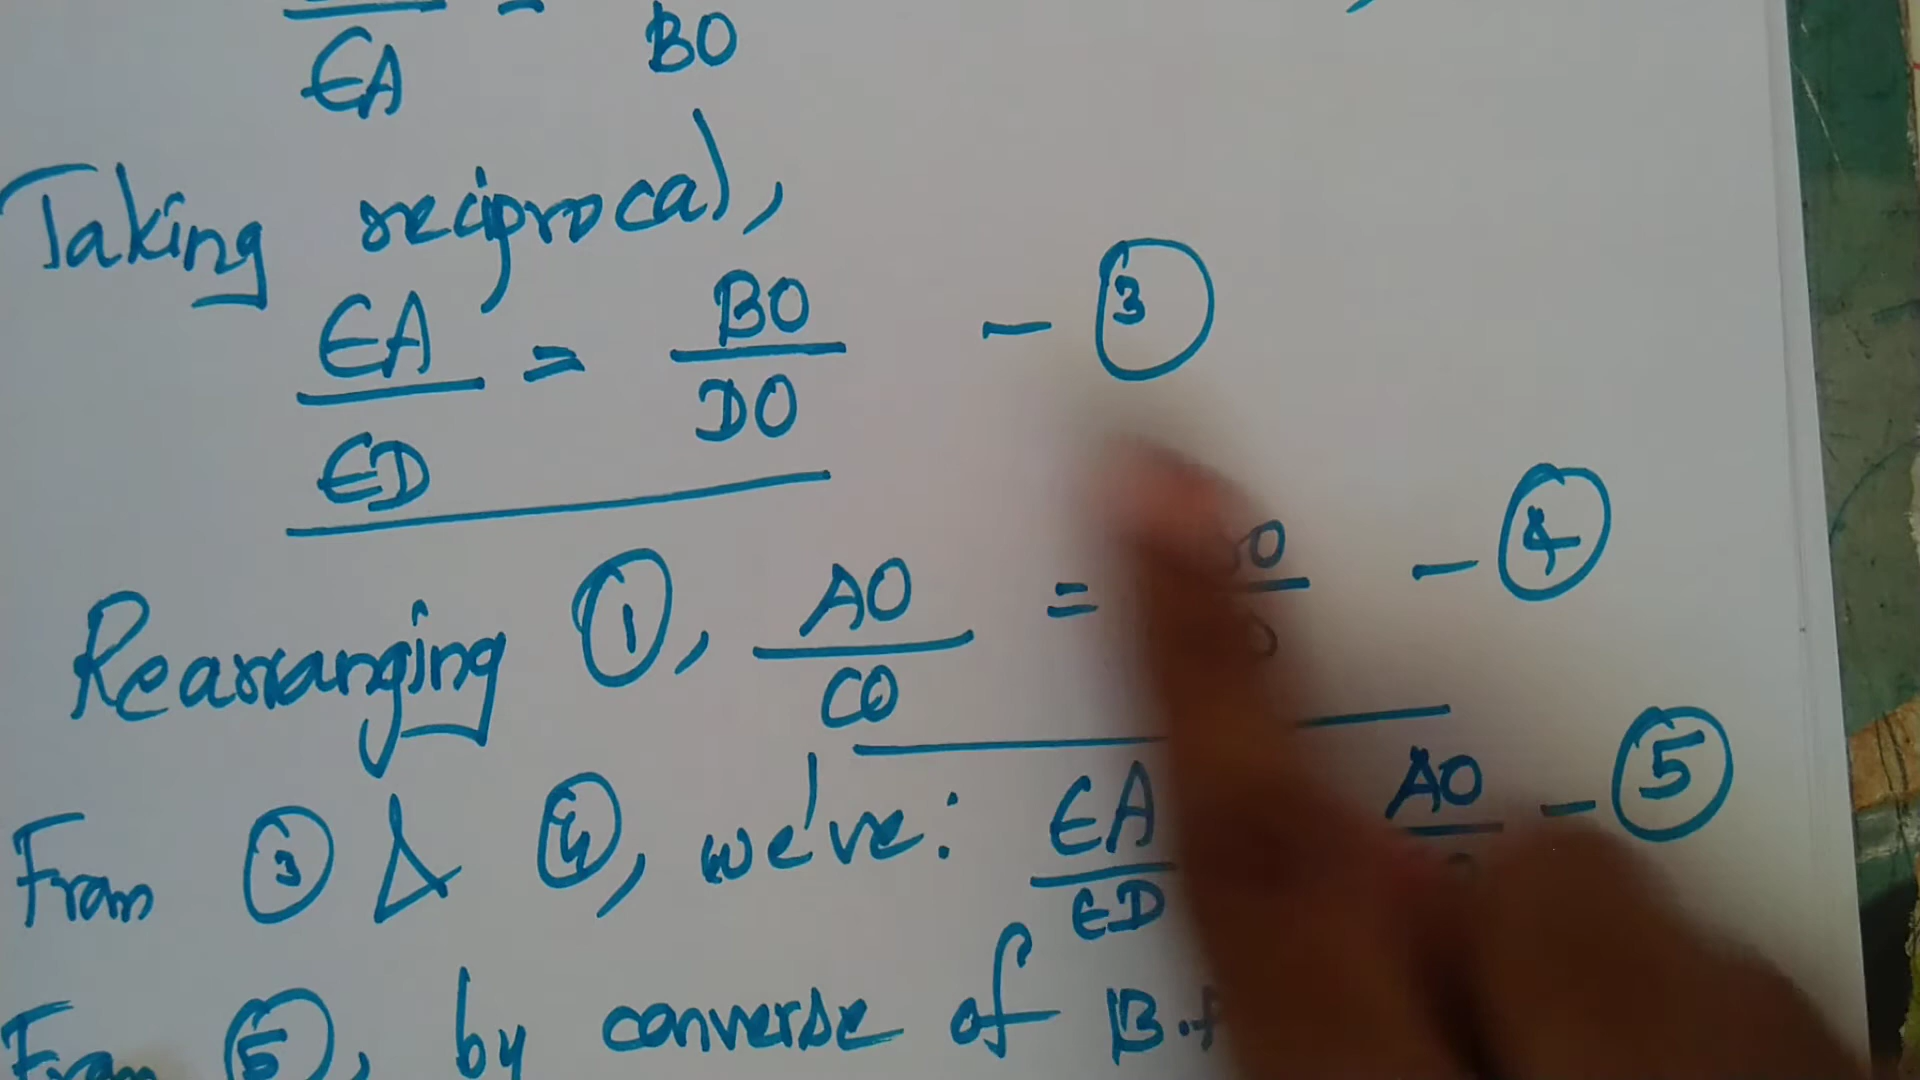 EA = BO
Taking reciprocal,
EA/ED = BO/DO - ③
Rearranging ①, AO/CO = - ④
From ③ & ④, we've: EA/ED AO - ⑤
From ⑤, by converse of B.